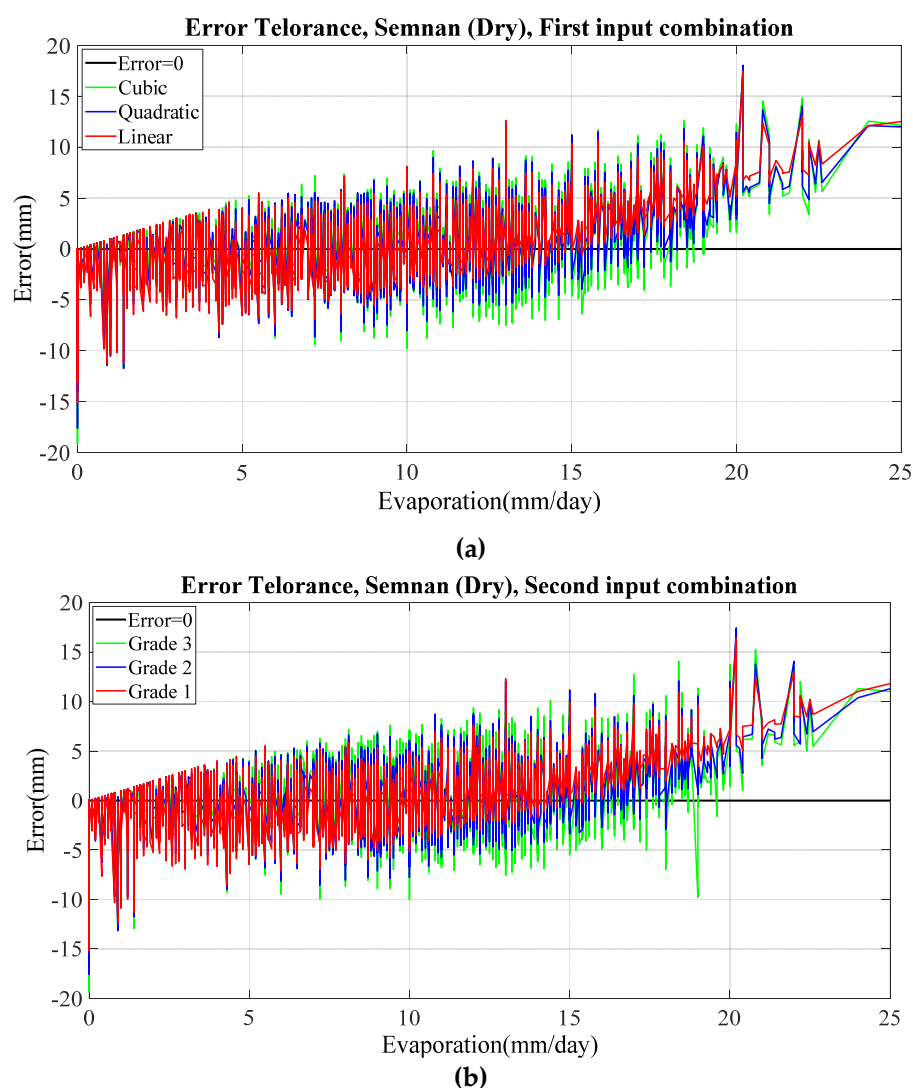 Error Telorance, Semnan (Dry), First input combination
20
15
10
5
0
-5
-10
-15
-20
Error(mm)
Error=0
Cubic
Quadratic
Linear
0 5 10 15 20 25
Evaporation(mm/day)
(a)
Error Telorance, Semnan (Dry), Second input combination
20
15
10
5
0
-5
-10
-15
-20
Error(mm)
Error=0
Grade 3
Grade 2
Grade 1
0 5 10 15 20 25
Evaporation(mm/day)
(b)